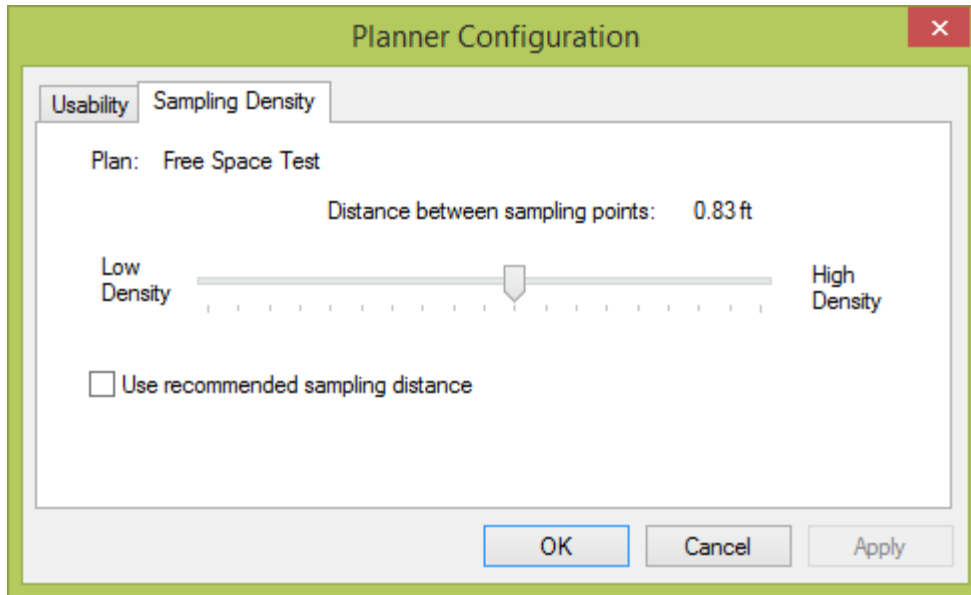 Planner Configuration
Usability
Sampling Density
Plan: Free Space Test
Distance between sampling points: 0.83 ft
Low
Density
High
Density
Use recommended sampling distance
OK
Cancel
Apply